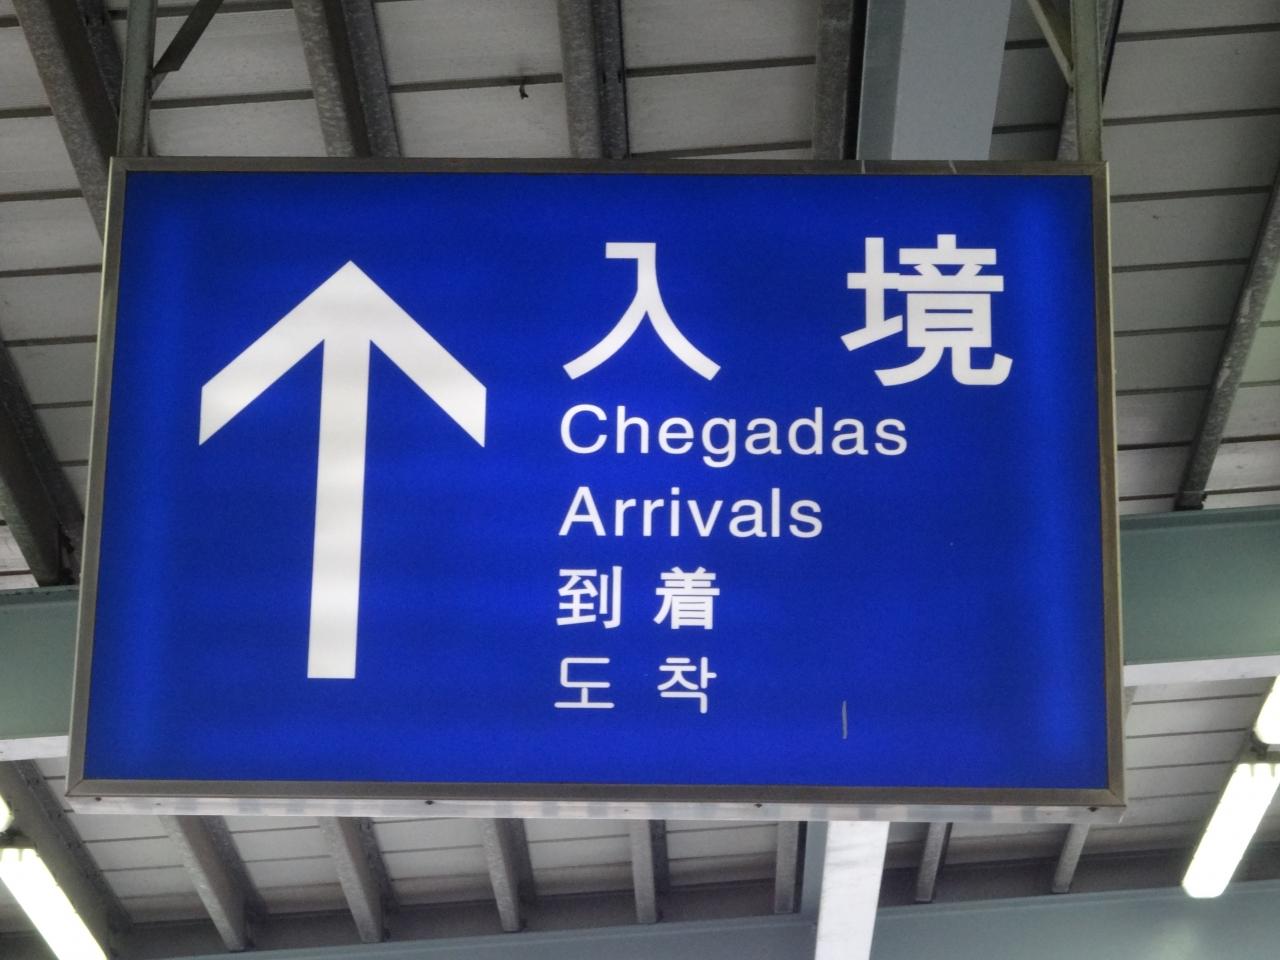 入 境
Chegadas
Arrivals
到 着
도 착